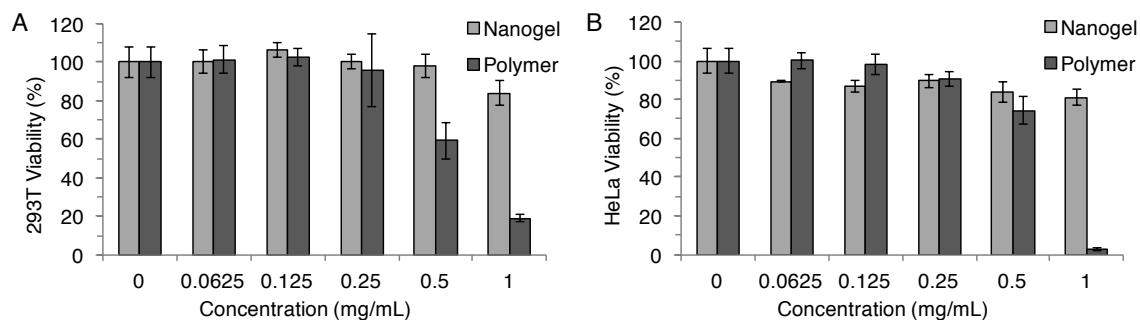 A
293T Viability (%)
120
100
80
60
40
20
0
Nanogel
Polymer
0 0.0625 0.125 0.25 0.5 1
Concentration (mg/mL)
B
HeLa Viability (%)
120
100
80
60
40
20
0
Nanogel
Polymer
0 0.0625 0.125 0.25 0.5 1
Concentration (mg/mL)